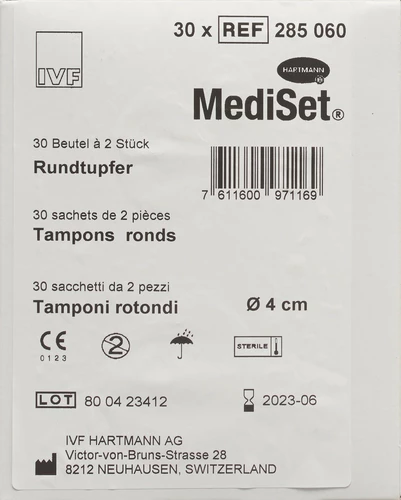 30 x REF 285 060
IVF
HARTMANN
MediSet®
30 Beutel à 2 Stück
Rundtupfer
7 611600 971169
30 sachets de 2 pièces
Tampons ronds
30 sacchetti da 2 pezzi
Tamponi rotondi
Ø 4 cm
CE
0123
2
STERILE
LOT 80 04 23412
2023-06
IVF HARTMANN AG
Victor-von-Bruns-Strasse 28
8212 NEUHAUSEN, SWITZERLAND